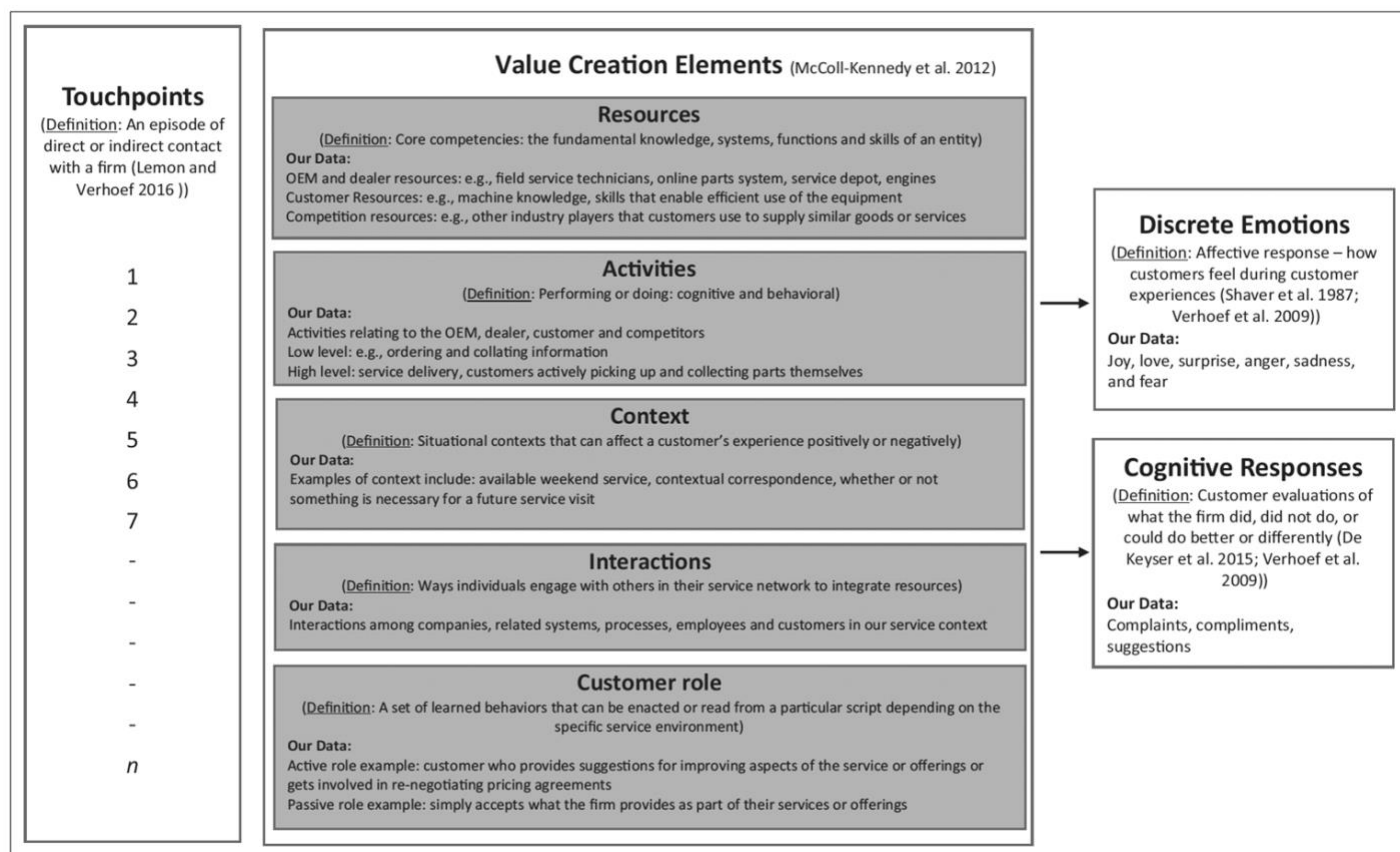 Touchpoints
(Definition: An episode of
direct or indirect contact
with a firm (Lemon and
Verhoef 2016 ))
1
2
3
4
5
6
7
-
-
-
-
-
n
Value Creation Elements (McColl-Kennedy et al. 2012)
Resources
(Definition: Core competencies: the fundamental knowledge, systems, functions and skills of an entity)
Our Data:
OEM and dealer resources: e.g., field service technicians, online parts system, service depot, engines
Customer Resources: e.g., machine knowledge, skills that enable efficient use of the equipment
Competition resources: e.g., other industry players that customers use to supply similar goods or services
Activities
(Definition: Performing or doing: cognitive and behavioral)
Our Data:
Activities relating to the OEM, dealer, customer and competitors
Low level: e.g., ordering and collating information
High level: service delivery, customers actively picking up and collecting parts themselves
Context
(Definition: Situational contexts that can affect a customer's experience positively or negatively)
Our Data:
Examples of context include: available weekend service, contextual correspondence, whether or not
something is necessary for a future service visit
Interactions
(Definition: Ways individuals engage with others in their service network to integrate resources)
Our Data:
Interactions among companies, related systems, processes, employees and customers in our service context
Customer role
(Definition: A set of learned behaviors that can be enacted or read from a particular script depending on the
specific service environment)
Our Data:
Active role example: customer who provides suggestions for improving aspects of the service or offerings or
gets involved in re-negotiating pricing agreements
Passive role example: simply accepts what the firm provides as part of their services or offerings
Discrete Emotions
(Definition: Affective response – how
customers feel during customer
experiences (Shaver et al. 1987;
Verhoef et al. 2009))
Our Data:
Joy, love, surprise, anger, sadness,
and fear
Cognitive Responses
(Definition: Customer evaluations of
what the firm did, did not do, or
could do better or differently (De
Keyser et al. 2015; Verhoef et al.
2009))
Our Data:
Complaints, compliments,
suggestions